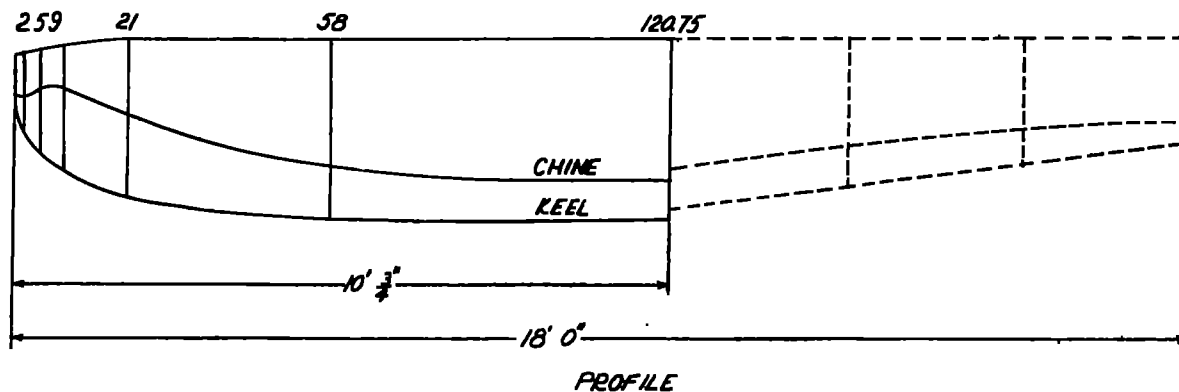 2 5 9 21 58 120.75
CHINE
KEEL
10' 3/4"
18' 0"
PROFILE